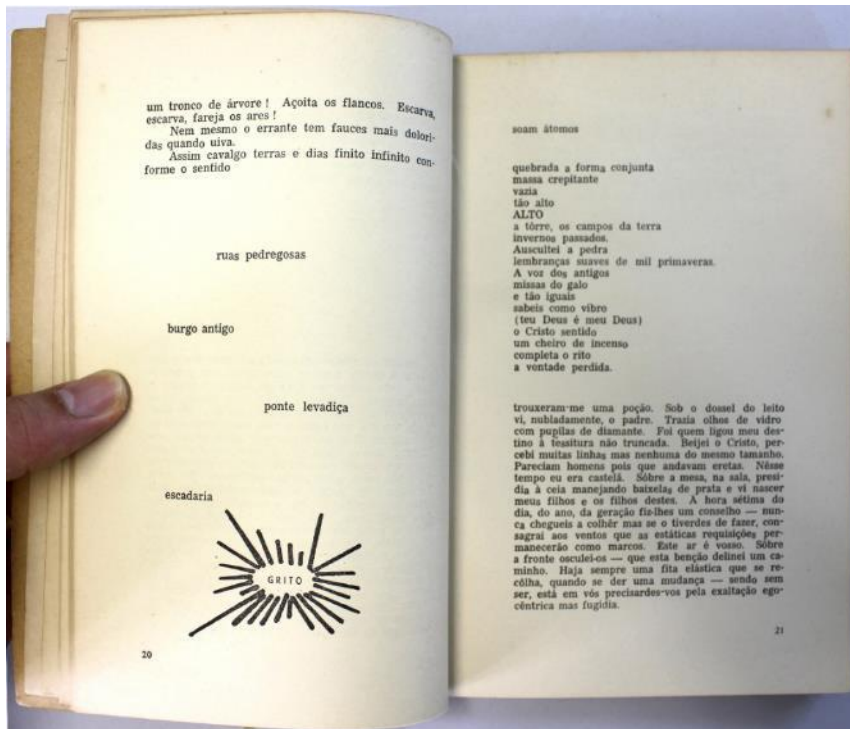 um tronco de árvore! Açoita os flancos. Escarva,
escarva, fareja os ares!
Nem mesmo o errante tem fauces mais dolori-
das quando uiva.
Assim cavalgo terras e dias finito infinito con-
forme o sentido
ruas pedregosas
burgo antigo
ponte levadiça
escadaria
GRITO
20
soam átomos
quebrada a forma conjunta
massa crepitante
vazia
tão alto
ALTO
a tôrre, os campos da terra
invernos passados.
Auscultei a pedra
lembranças suaves de mil primaveras.
A voz dos antigos
missas do galo
e tão iguais
sabeis como vibro
(teu Deus é meu Deus)
o Cristo sentido
um cheiro de incenso
completa o rito
a vontade perdida.
trouxeram-me uma poção. Sob o dossel do leito
vi, nubladamente, o padre. Trazia olhos de vidro
com pupilas de diamante. Foi quem ligou meu des-
tino à tessitura não truncada. Beijei o Cristo, per-
cebi muitas linhas mas nenhuma do mesmo tamanho.
Pareciam homens pois que andavam eretas. Nêsse
tempo eu era castelã. Sôbre a mesa, na sala, presi-
dia à ceia manejando baixelas de prata e vi nascer
meus filhos e os filhos destes. À hora sétima do
dia, do ano, da geração fiz-lhes um conselho — nun-
ca chegueis a colhêr mas se o tiverdes de fazer, con-
sagrai aos ventos que as estáticas requisições per-
manecerão como marcos. Êste ar é vosso. Sôbre
a fronte osculei-os — que esta benção delinei um ca-
minho. Haja sempre uma fita elástica que se re-
côlha, quando se der uma mudança — sendo sem
ser, está em vós precisardes-vos pela exaltação ego-
cêntrica mas fugidia.
21